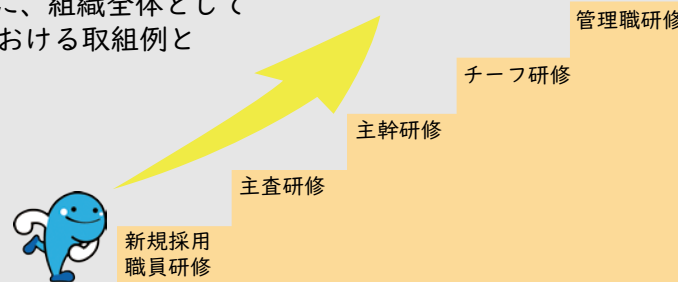 に、組織全体として
おける取組例と
管理職研修
チーフ研修
主幹研修
主査研修
新規採用
職員研修